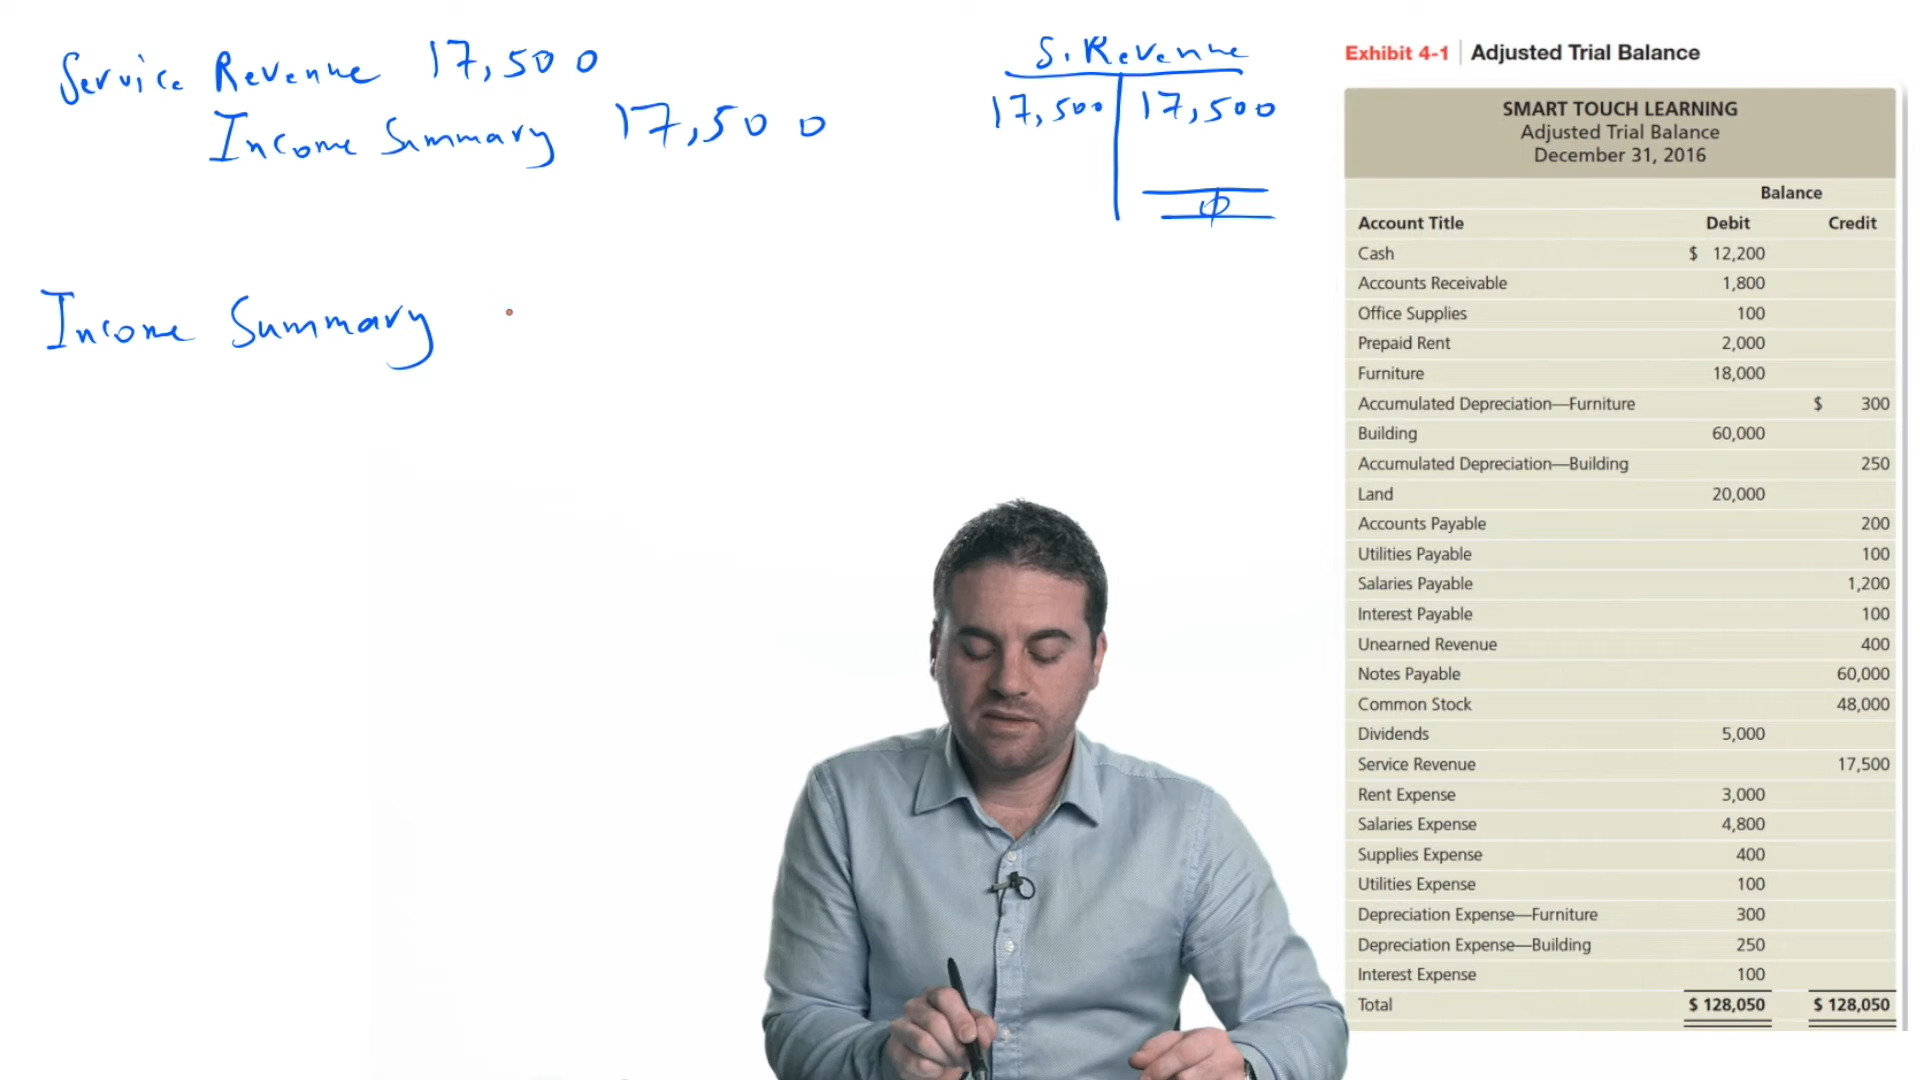 Service Revenue 17,500
Income Summary 17,500
Income Summary
S. Revenue
17,500 17,500
ф
Exhibit 4-1 | Adjusted Trial Balance
SMART TOUCH LEARNING
Adjusted Trial Balance
December 31, 2016
Balance
Account Title Debit Credit
Cash $ 12,200
Accounts Receivable 1,800
Office Supplies 100
Prepaid Rent 2,000
Furniture 18,000
Accumulated Depreciation—Furniture $ 300
Building 60,000
Accumulated Depreciation—Building 250
Land 20,000
Accounts Payable 200
Utilities Payable 100
Salaries Payable 1,200
Interest Payable 100
Unearned Revenue 400
Notes Payable 60,000
Common Stock 48,000
Dividends 5,000
Service Revenue 17,500
Rent Expense 3,000
Salaries Expense 4,800
Supplies Expense 400
Utilities Expense 100
Depreciation Expense—Furniture 300
Depreciation Expense—Building 250
Interest Expense 100
Total $ 128,050 $ 128,050